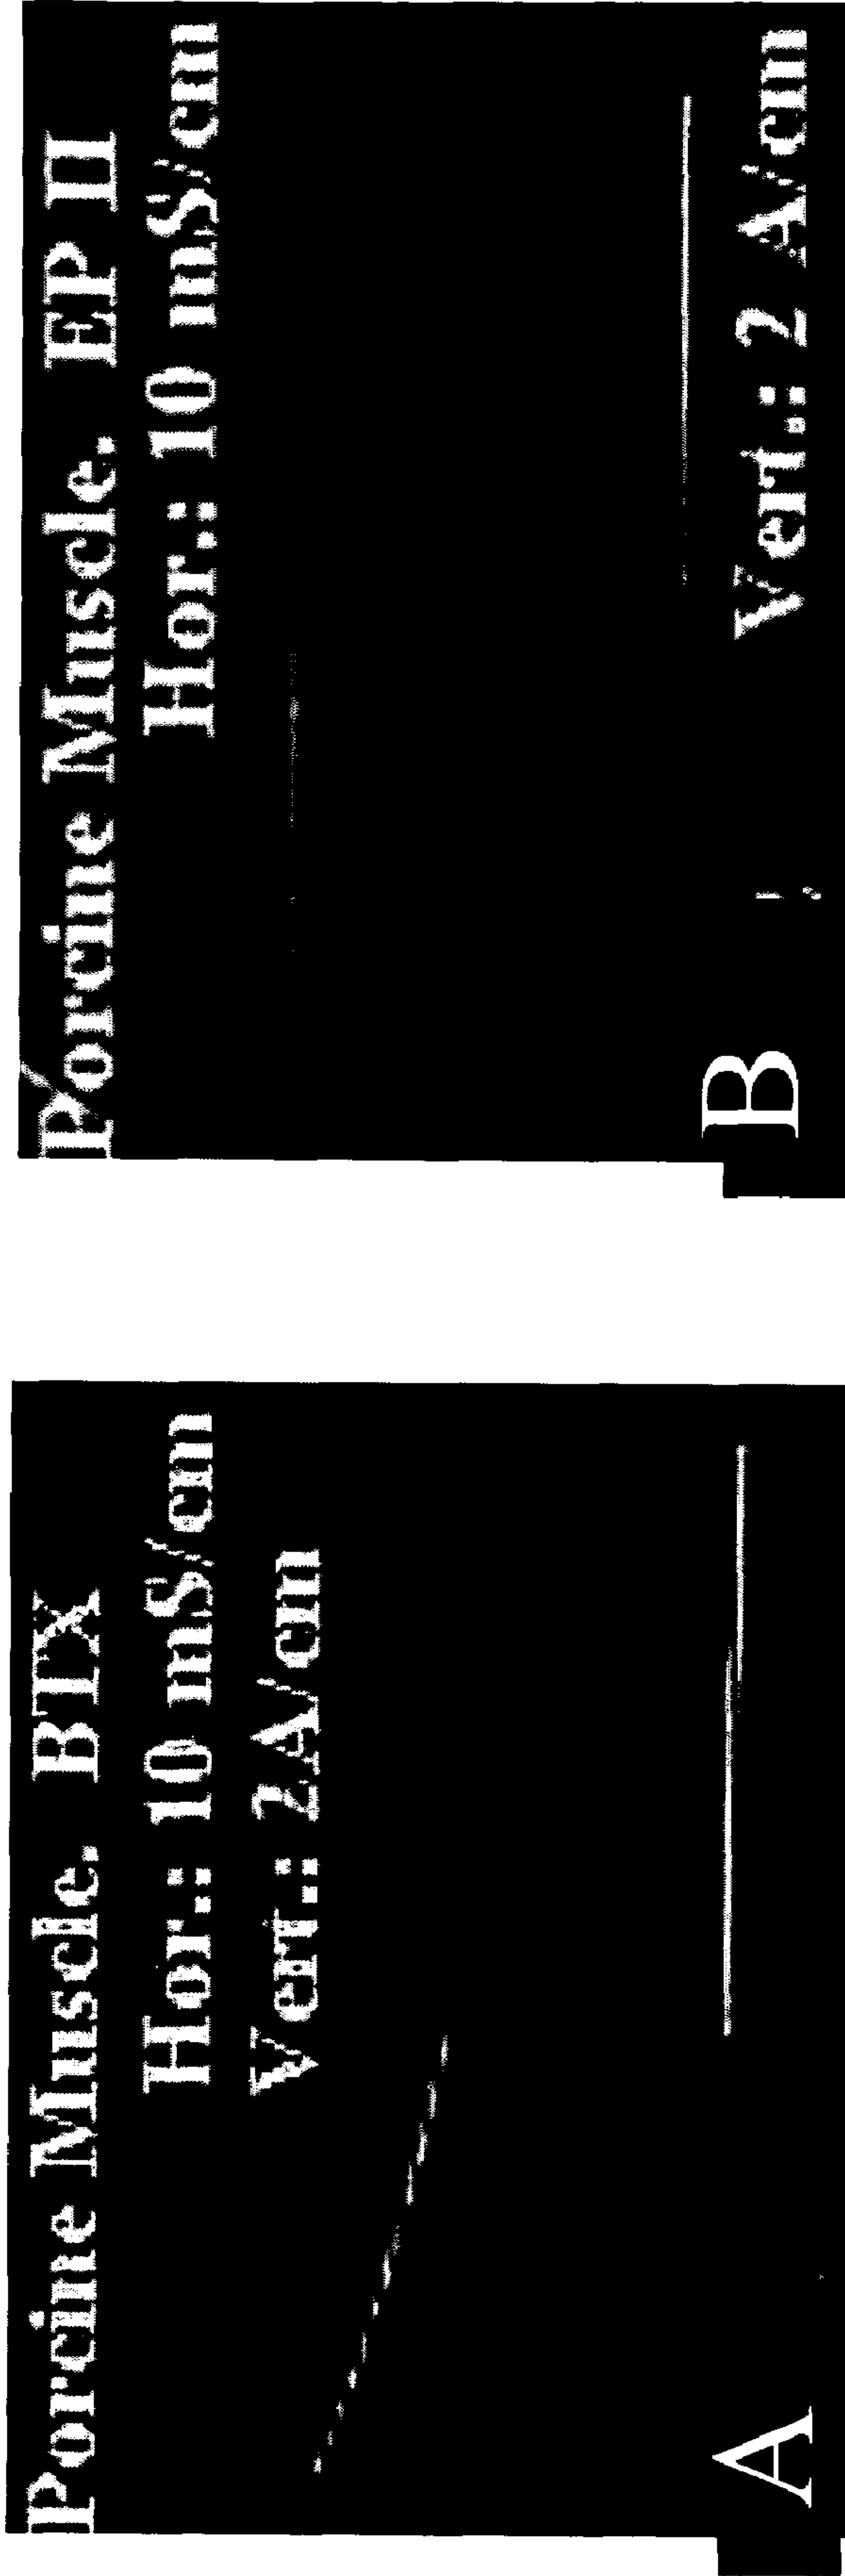 Porcine Muscle. BTX
Hor.: 10 mS/cm
Vert.: 2A/cm
A
Porcine Muscle. EP II
Hor.: 10 mS/cm
Vert.: 2 A/cm
B